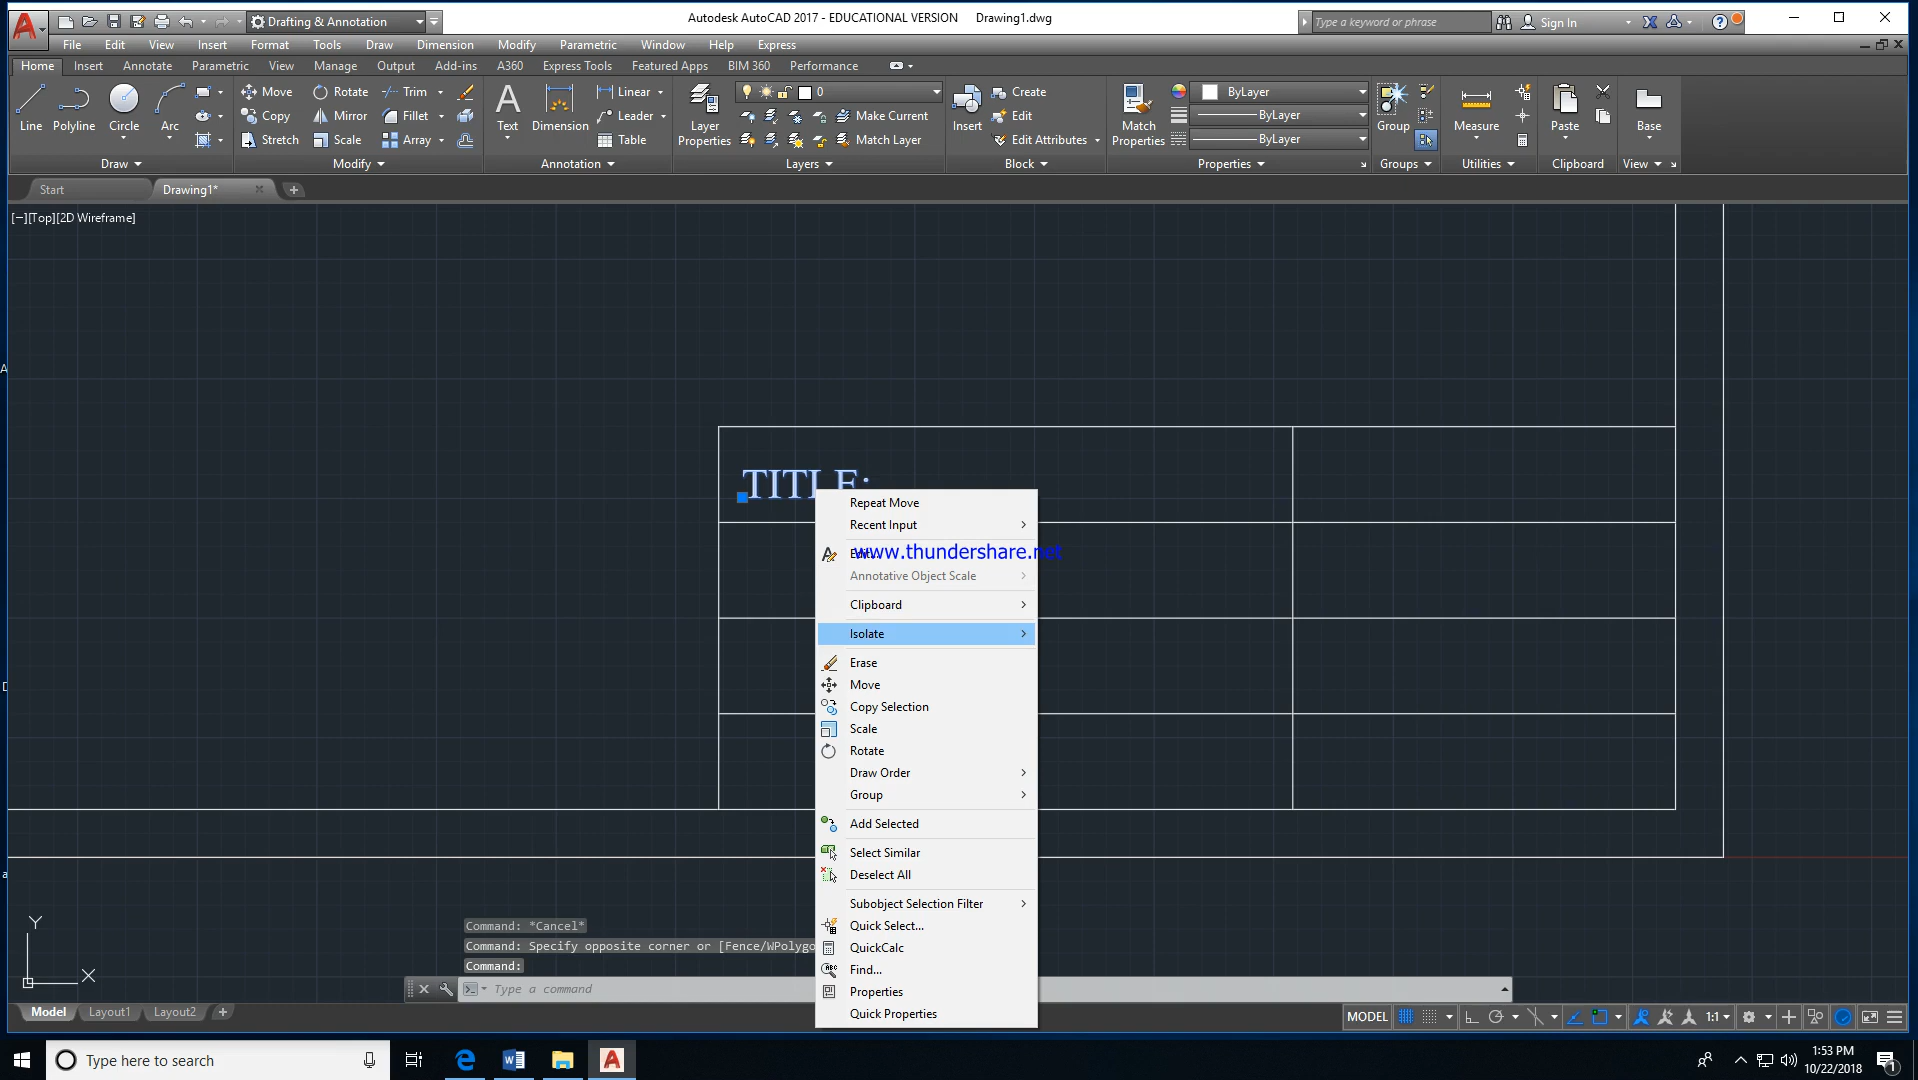 Drafting & Annotation
Autodesk AutoCAD 2017 - EDUCATIONAL VERSION Drawing1.dwg
Type a keyword or phrase
Sign In
File Edit View Insert Format Tools Draw Dimension Modify Parametric Window Help Express
Home Insert Annotate Parametric View Manage Output Add-ins A360 Express Tools Featured Apps BIM 360 Performance
Line Polyline Circle Arc
Move Rotate Trim
Copy Mirror Fillet
Stretch Scale Array
Text Dimension
Linear
Leader
Table
Layer
Properties
0
Make Current
Match Layer
Insert
Create
Edit
Edit Attributes
Match
Properties
ByLayer
ByLayer
ByLayer
Group
Measure
Paste
Base
Draw Modify Annotation Layers Block Properties Groups Utilities Clipboard View
Start Drawing1*
[−][Top][2D Wireframe]
TITLE:
Repeat Move
Recent Input
Edit...
www.thundershare.net
Annotative Object Scale
Clipboard
Isolate
Erase
Move
Copy Selection
Scale
Rotate
Draw Order
Group
Add Selected
Select Similar
Deselect All
Subobject Selection Filter
Quick Select...
QuickCalc
Find...
Properties
Quick Properties
Y
X
Command: *Cancel*
Command: Specify opposite corner or [Fence/WPolygo
Command:
Type a command
Model Layout1 Layout2
MODEL
1:1
Type here to search
1:53 PM
10/22/2018
1